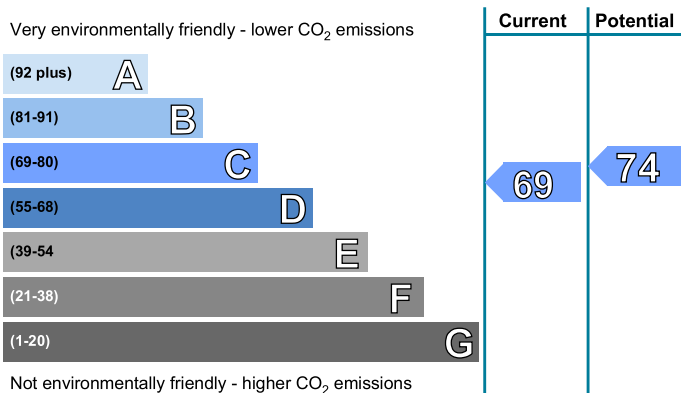 Current Potential
Very environmentally friendly - lower CO₂ emissions
(92 plus) A
(81-91) B
(69-80) C
69 74
(55-68) D
(39-54 E
(21-38) F
(1-20) G
Not environmentally friendly - higher CO₂ emissions